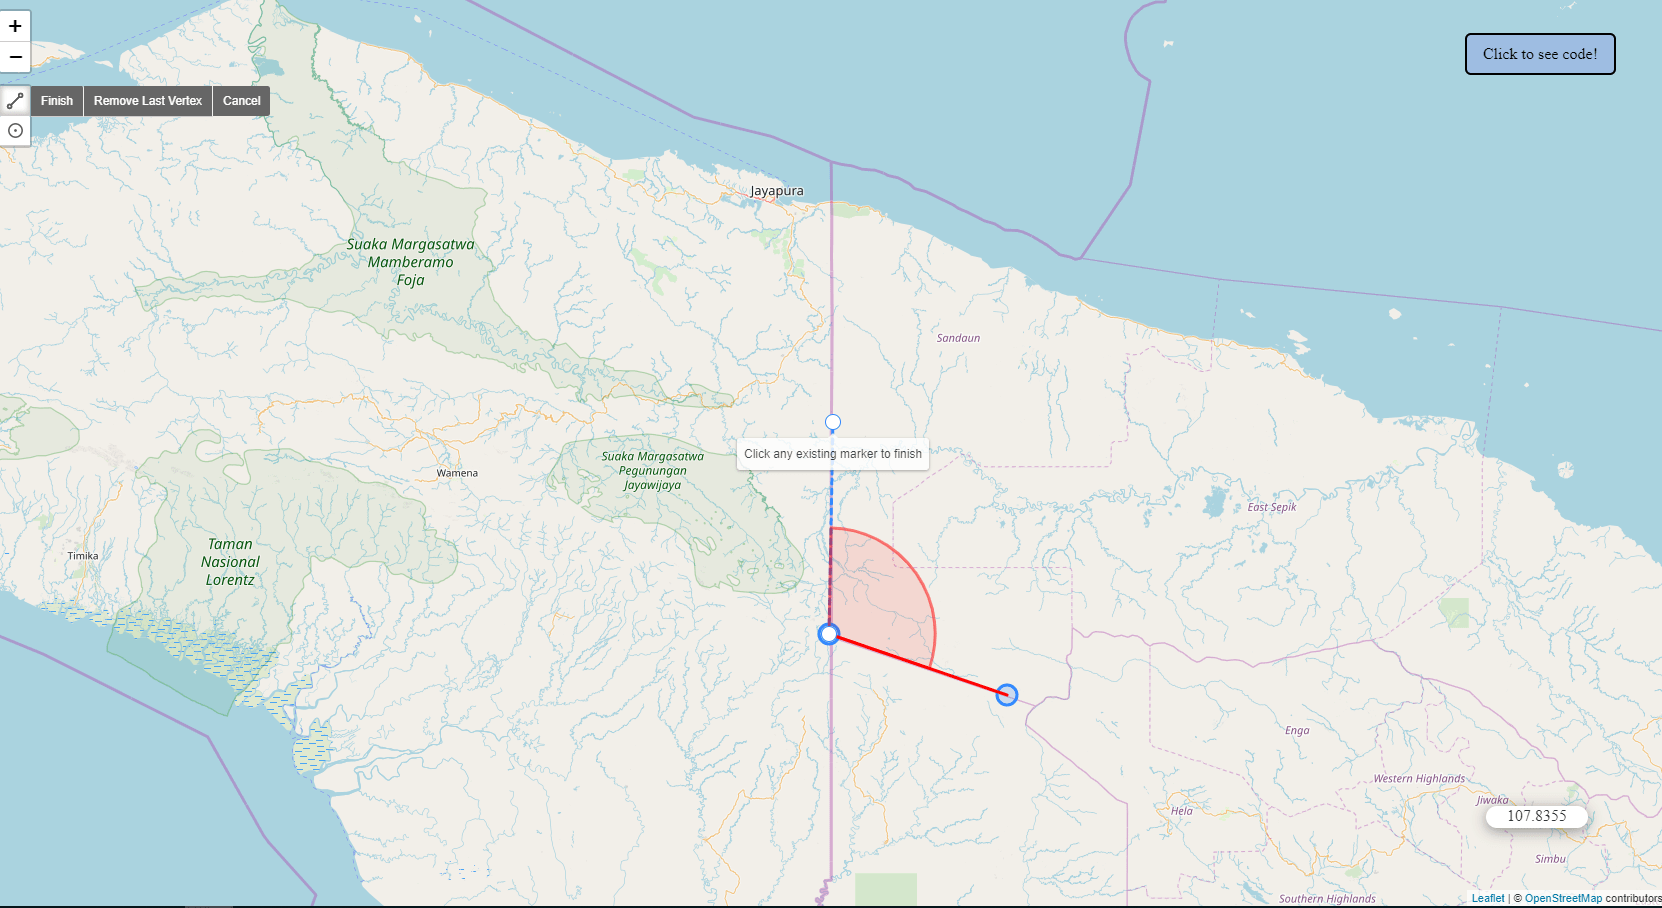 +
−
Finish
Remove Last Vertex
Cancel
Click to see code!
Jayapura
Suaka Margasatwa
Mamberamo
Foja
Sandaun
Click any existing marker to finish
Suaka Margasatwa
Pegunungan
Jayawijaya
Wamena
East Sepik
Taman
Nasional
Lorentz
Timika
Enga
Western Highlands
Jiwaka
Hela
107.8355
Simbu
Southern Highlands
Leaflet | © OpenStreetMap contributors